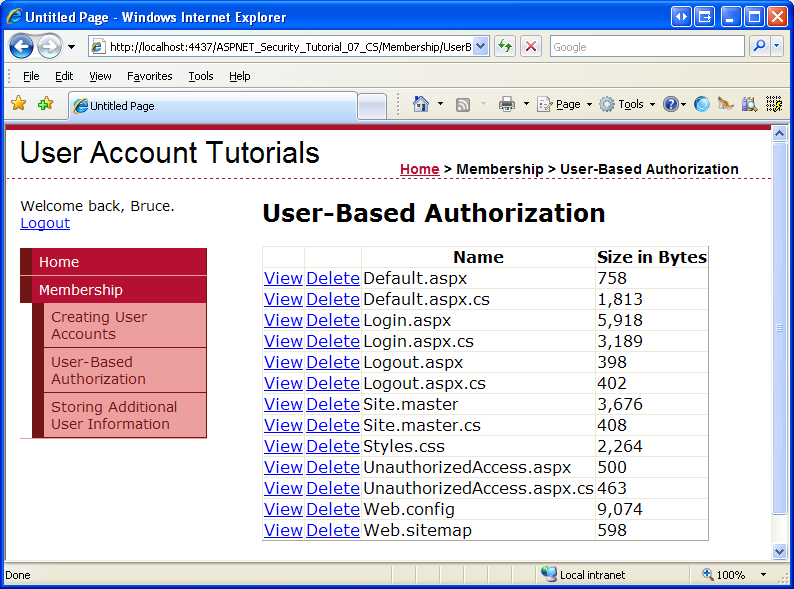 Untitled Page - Windows Internet Explorer
http://localhost:4437/ASPNET_Security_Tutorial_07_CS/Membership/UserB
Google
File Edit View Favorites Tools Help
Untitled Page
Page Tools
User Account Tutorials
Home > Membership > User-Based Authorization
Welcome back, Bruce.
Logout
Home
Membership
Creating User
Accounts
User-Based
Authorization
Storing Additional
User Information
User-Based Authorization
Name Size in Bytes
View Delete Default.aspx 758
View Delete Default.aspx.cs 1,813
View Delete Login.aspx 5,918
View Delete Login.aspx.cs 3,189
View Delete Logout.aspx 398
View Delete Logout.aspx.cs 402
View Delete Site.master 3,676
View Delete Site.master.cs 408
View Delete Styles.css 2,264
View Delete UnauthorizedAccess.aspx 500
View Delete UnauthorizedAccess.aspx.cs 463
View Delete Web.config 9,074
View Delete Web.sitemap 598
Done Local intranet 100%